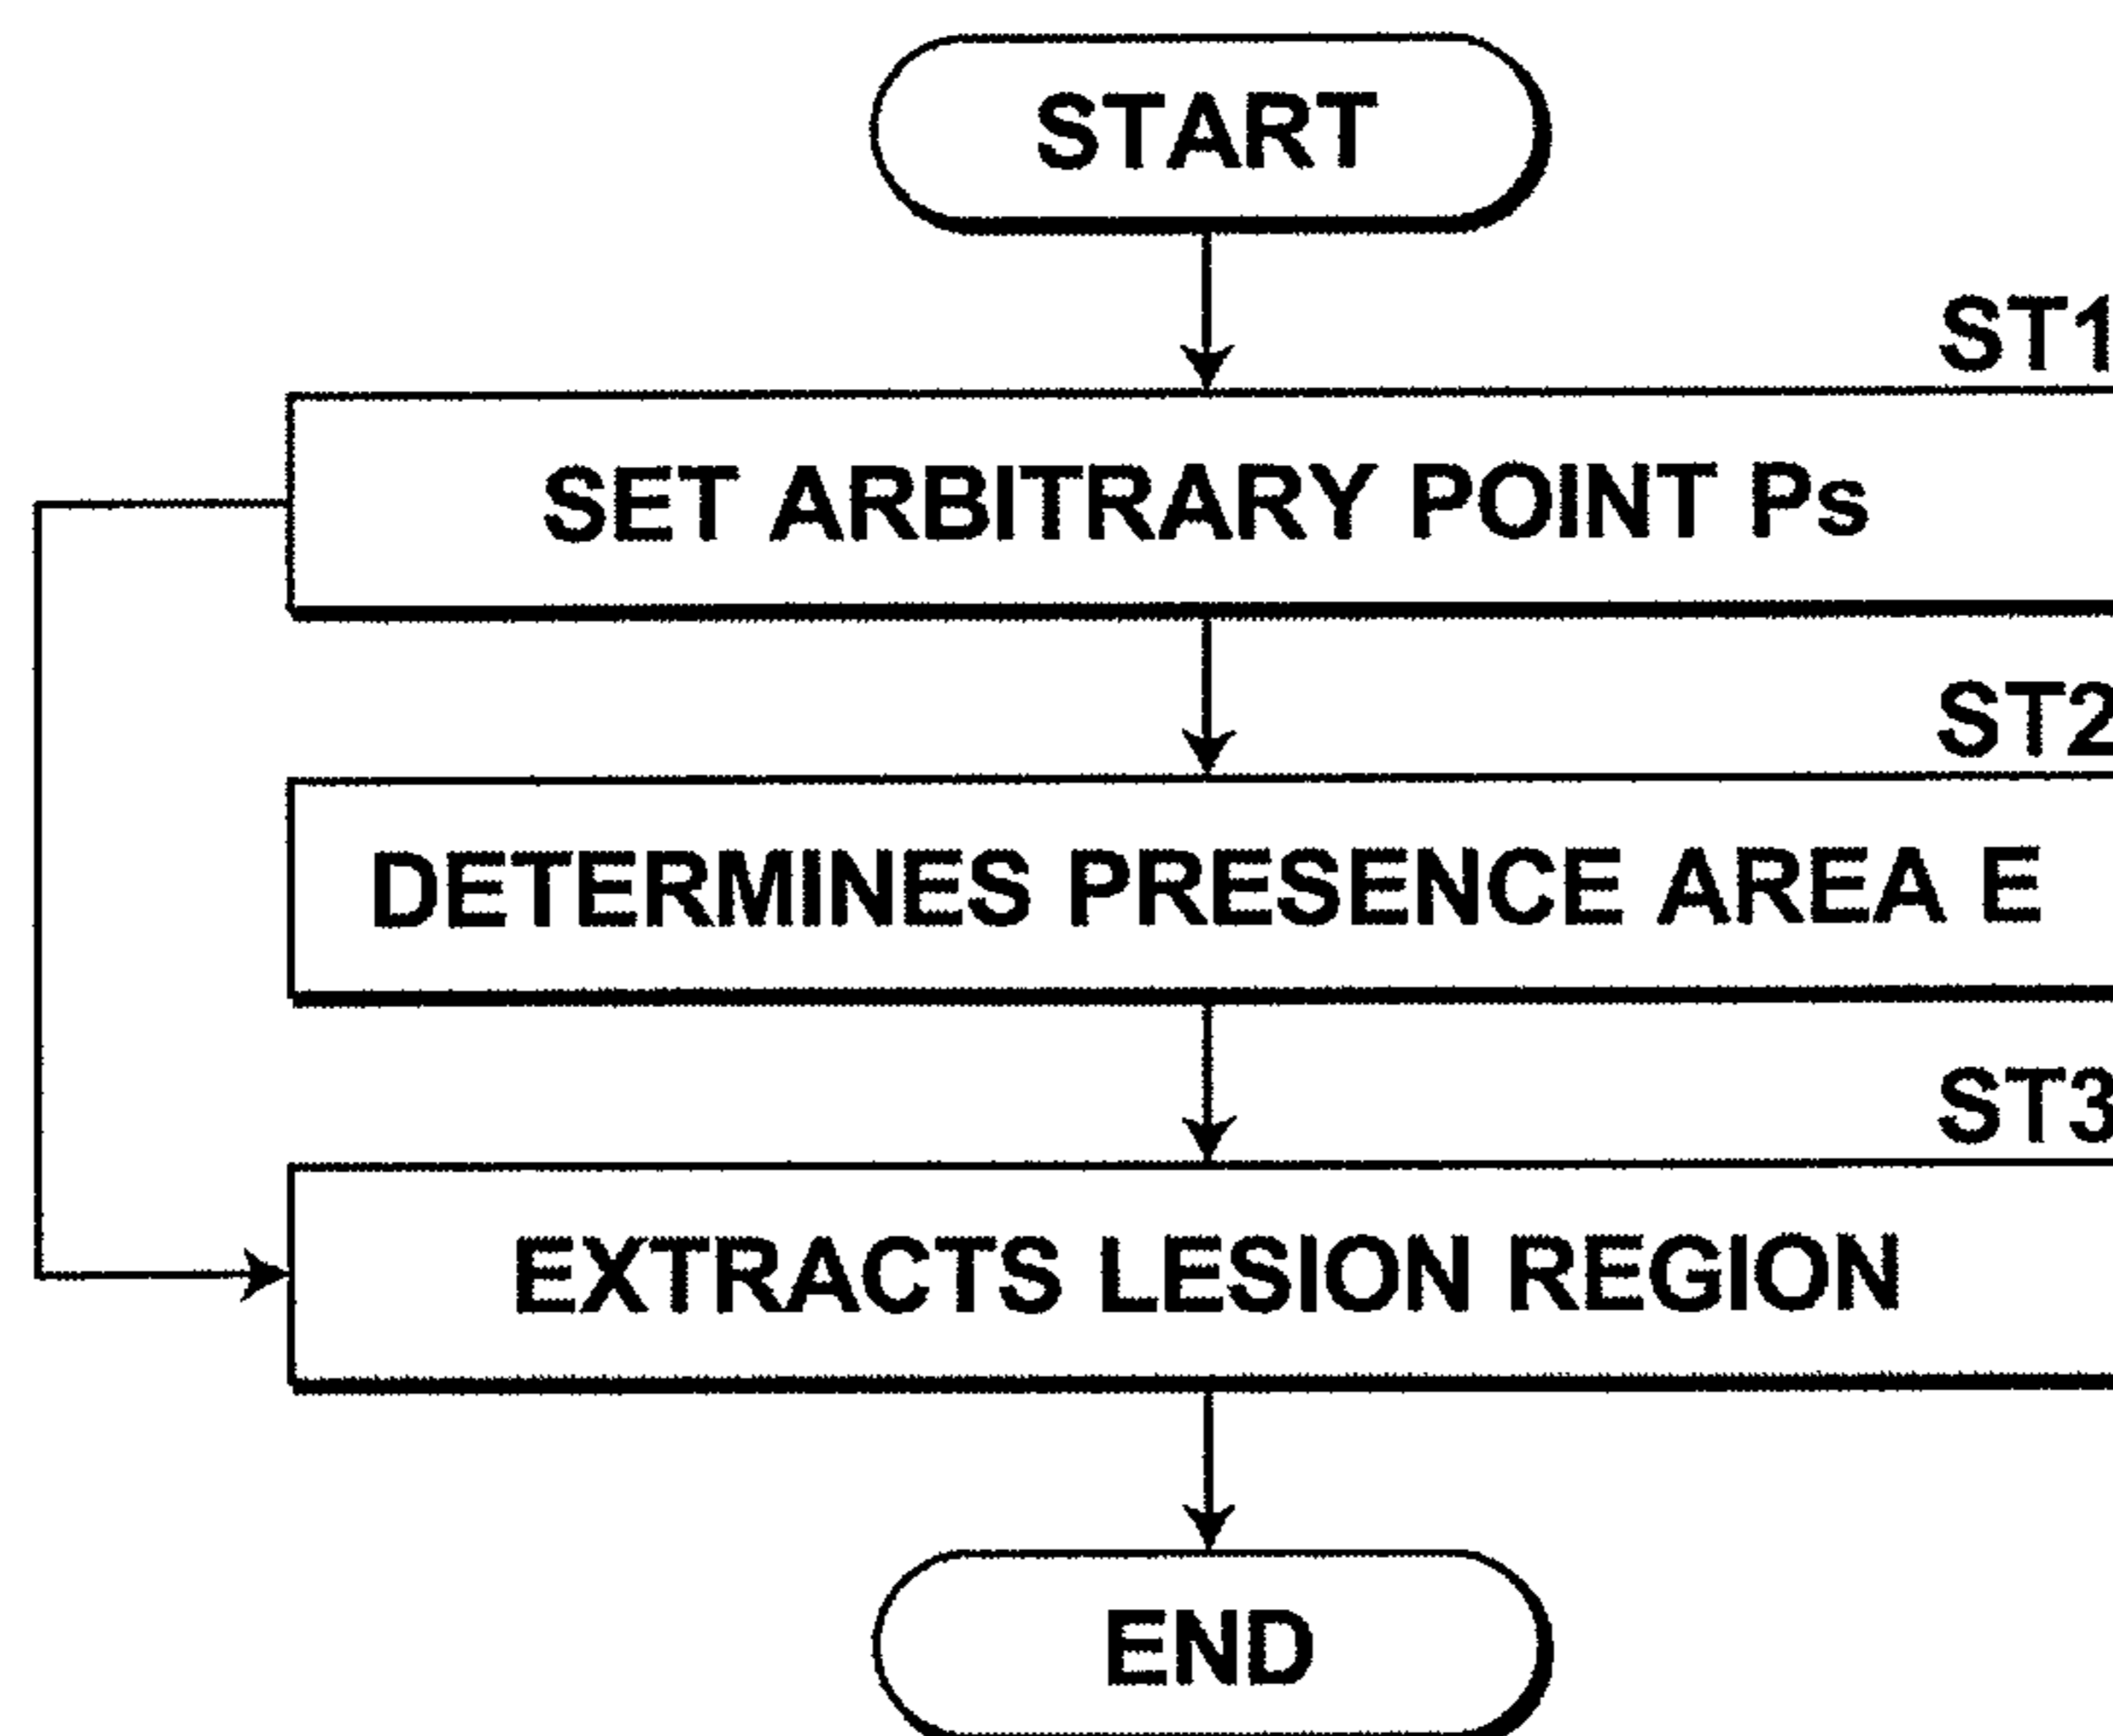 START
ST1
SET ARBITRARY POINT Ps
ST2
DETERMINES PRESENCE AREA E
ST3
EXTRACTS LESION REGION
END